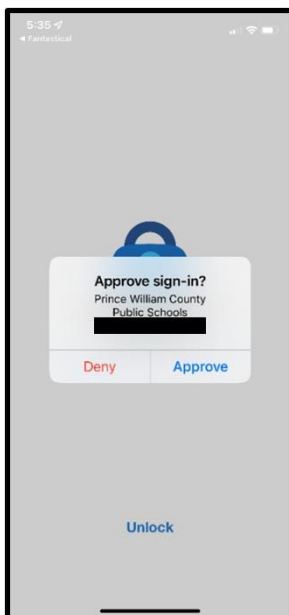 5:35
◀ Fantastical
Approve sign-in?
Prince William County
Public Schools
Deny
Approve
Unlock